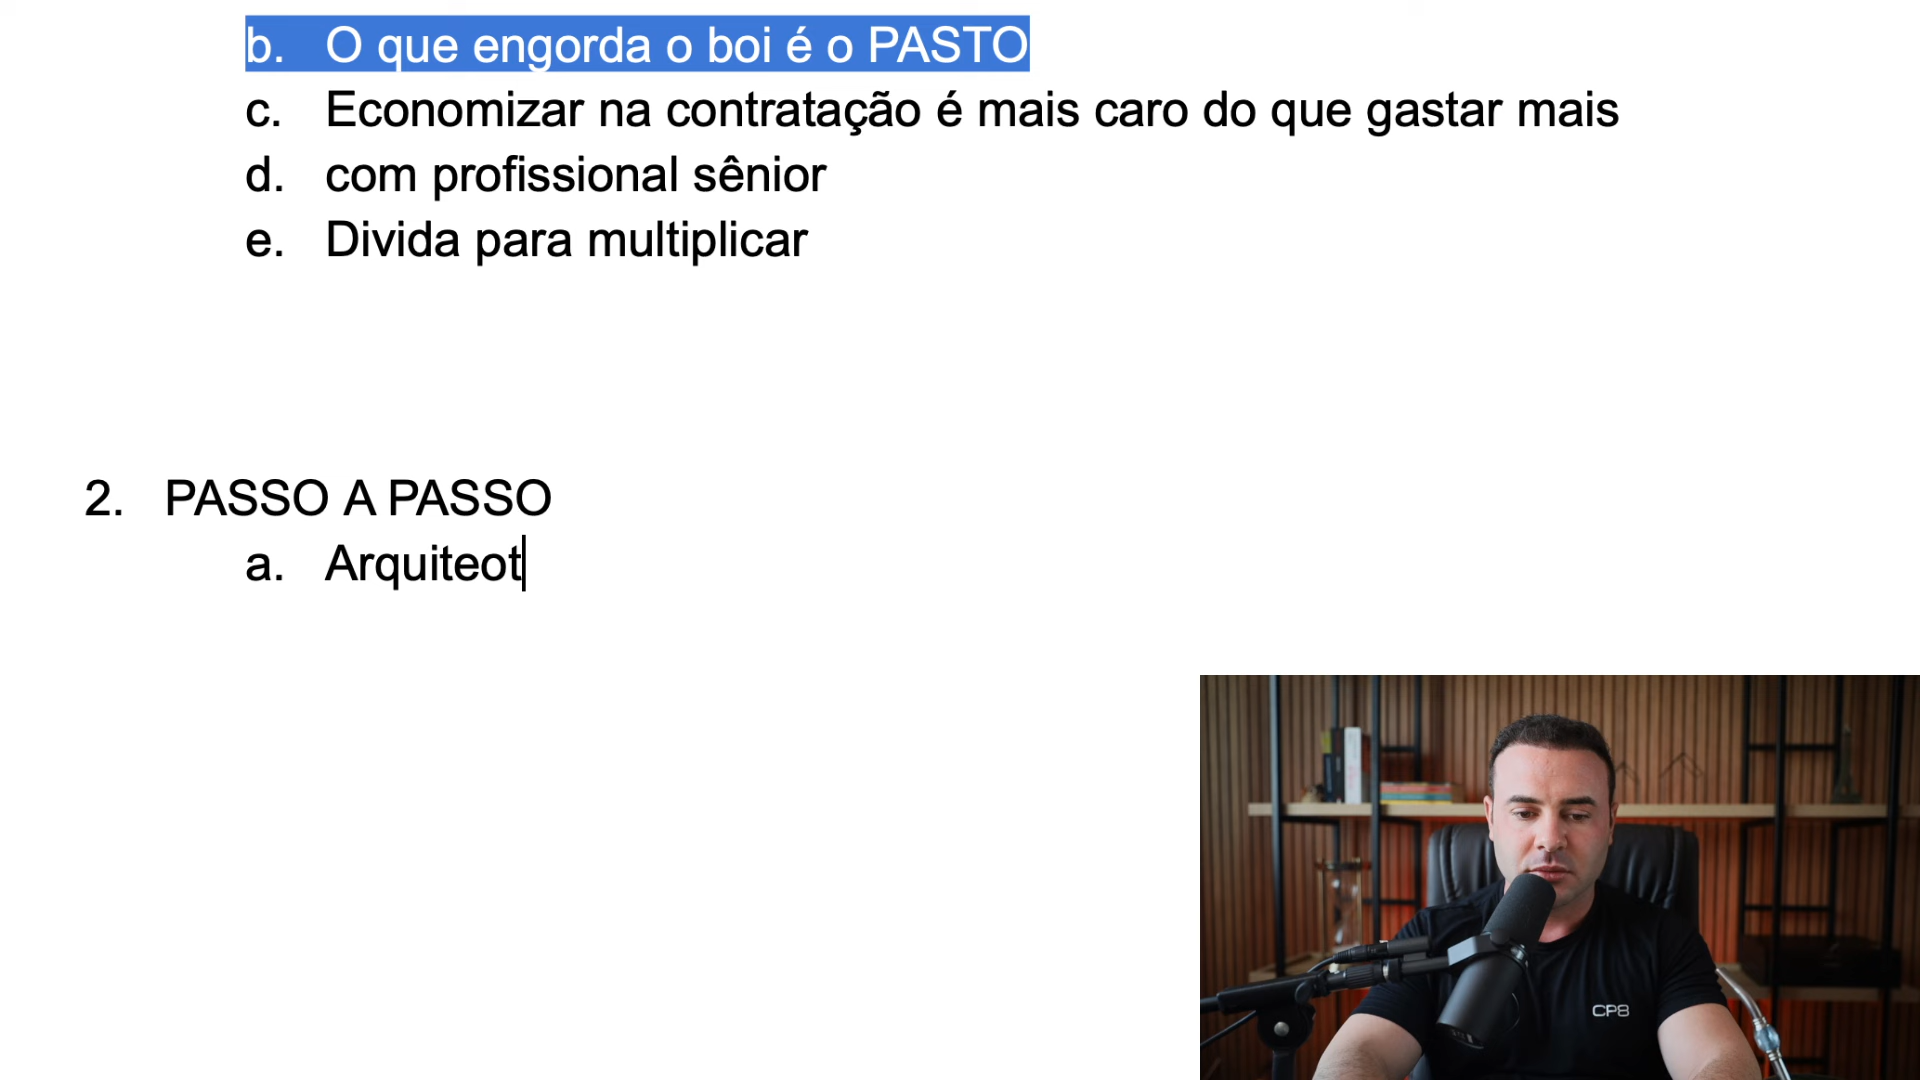 b. O que engorda o boi é o PASTO
c. Economizar na contratação é mais caro do que gastar mais
d. com profissional sênior
e. Divida para multiplicar
2. PASSO A PASSO
a. Arquiteot
CP8